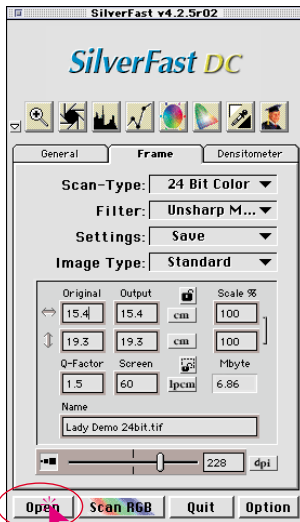 SilverFast v4.2.5r02
SilverFast DC
General Frame Densitometer
Scan-Type: 24 Bit Color
Filter: Unsharp M...
Settings: Save
Image Type: Standard
Original Output Scale %
15.4 15.4 cm 100
19.3 19.3 cm 100
Q-Factor Screen Mbyte
1.5 60 lpcm 6.86
Name
Lady Demo 24bit.tif
228 dpi
Open Scan RGB Quit Option